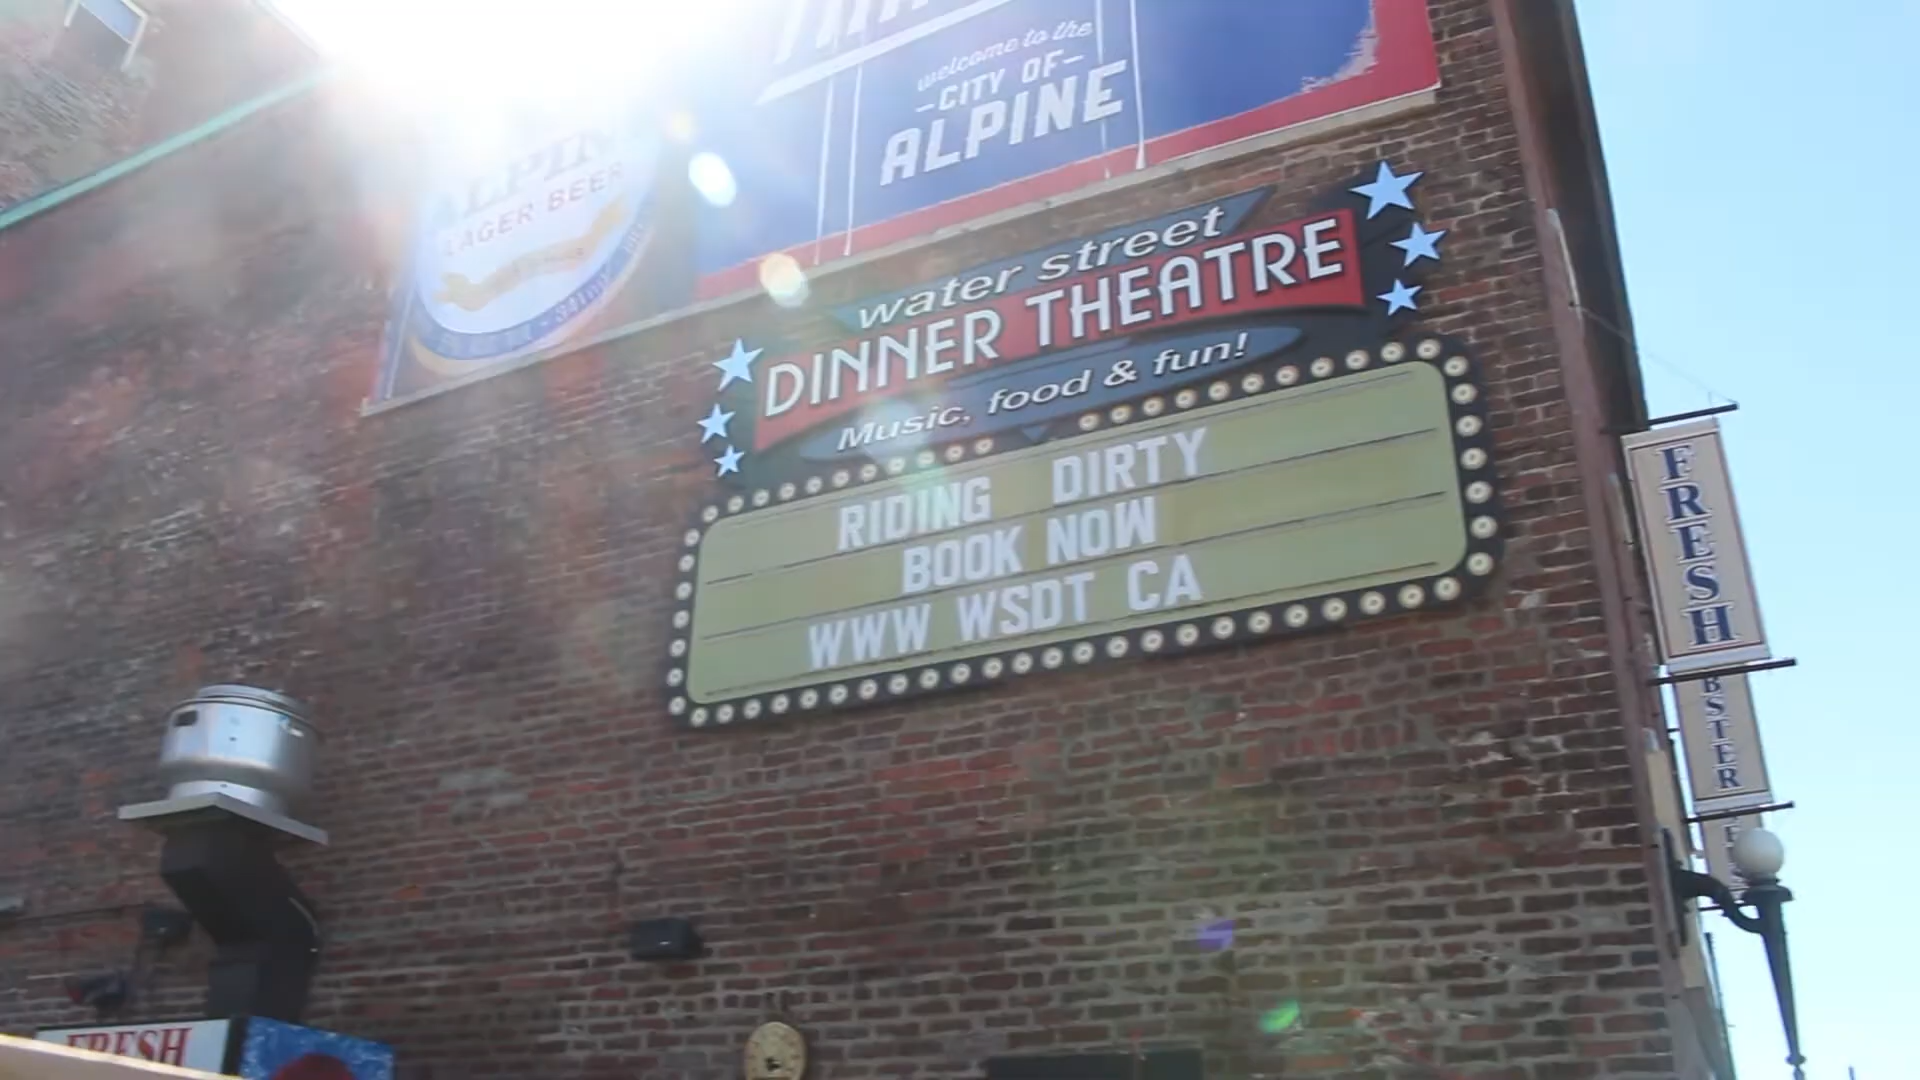 welcome to the
-CITY OF-
ALPINE
ALPIN
LAGER BEER
water street
DINNER THEATRE
Music, food & fun!
RIDING DIRTY
BOOK NOW
WWW WSDT CA
FRESH
BSTER
FRESH